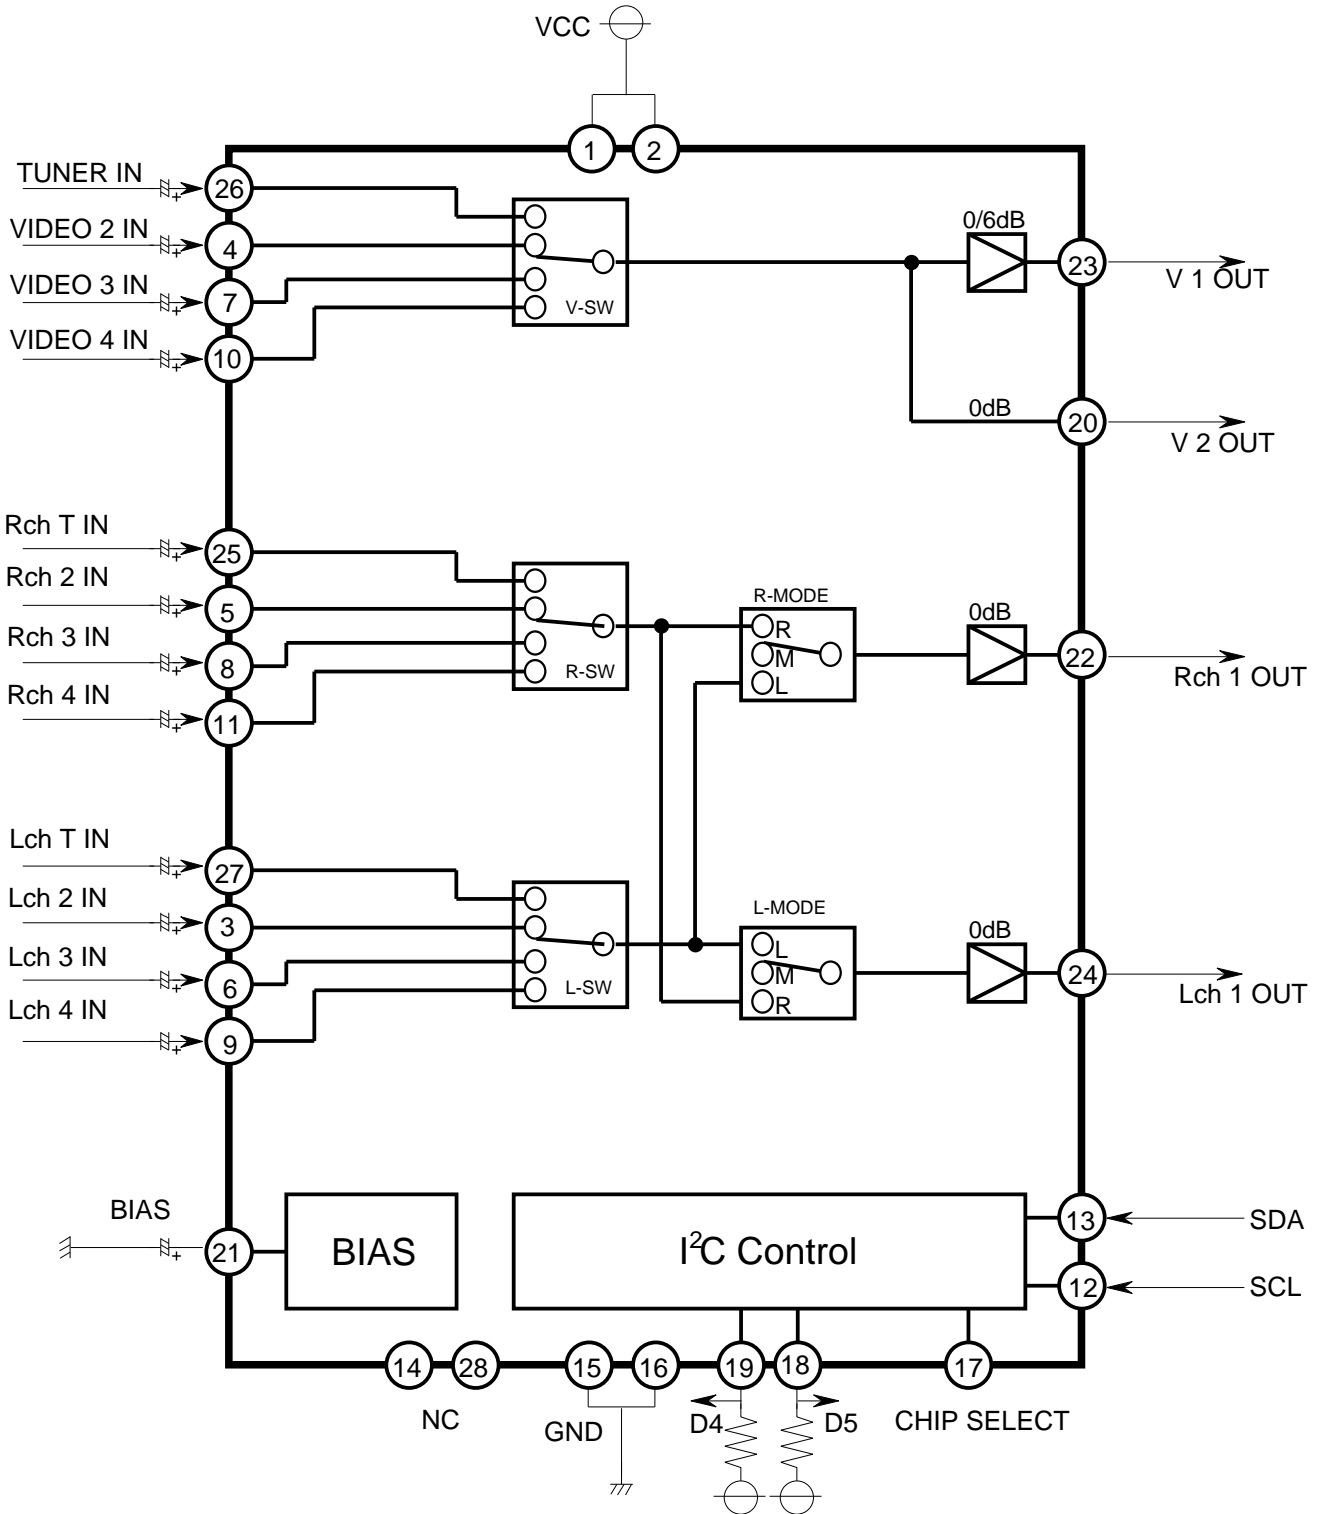 VCC
1 2
TUNER IN
26
VIDEO 2 IN
4
VIDEO 3 IN
7
VIDEO 4 IN
10
V-SW
0/6dB
23
V 1 OUT
0dB
20
V 2 OUT
Rch T IN
25
Rch 2 IN
5
Rch 3 IN
8
Rch 4 IN
11
R-SW
R-MODE
R
M
L
0dB
22
Rch 1 OUT
Lch T IN
27
Lch 2 IN
3
Lch 3 IN
6
Lch 4 IN
9
L-SW
L-MODE
L
M
R
0dB
24
Lch 1 OUT
BIAS
21
BIAS
I²C Control
13
SDA
12
SCL
14 28 15 16 19 18 17
NC
GND
D4
D5
CHIP SELECT